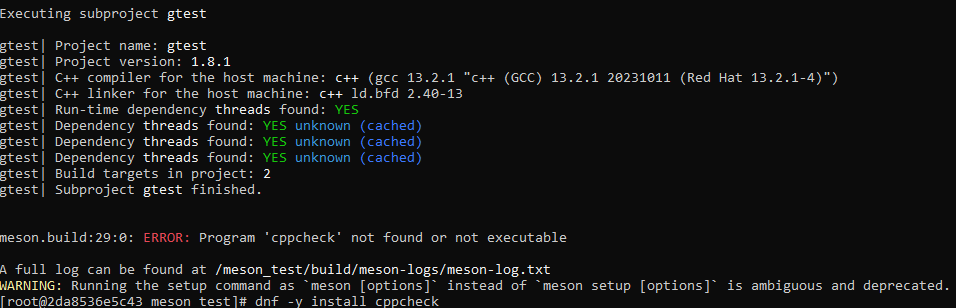 Executing subproject gtest
gtest| Project name: gtest
gtest| Project version: 1.8.1
gtest| C++ compiler for the host machine: c++ (gcc 13.2.1 "c++ (GCC) 13.2.1 20231011 (Red Hat 13.2.1-4)")
gtest| C++ linker for the host machine: c++ ld.bfd 2.40-13
gtest| Run-time dependency threads found: YES
gtest| Dependency threads found: YES unknown (cached)
gtest| Dependency threads found: YES unknown (cached)
gtest| Dependency threads found: YES unknown (cached)
gtest| Build targets in project: 2
gtest| Subproject gtest finished.
meson.build:29:0: ERROR: Program 'cppcheck' not found or not executable
A full log can be found at /meson_test/build/meson-logs/meson-log.txt
WARNING: Running the setup command as `meson [options]` instead of `meson setup [options]` is ambiguous and deprecated.
[root@2da8536e5c43 meson_test]# dnf -y install cppcheck